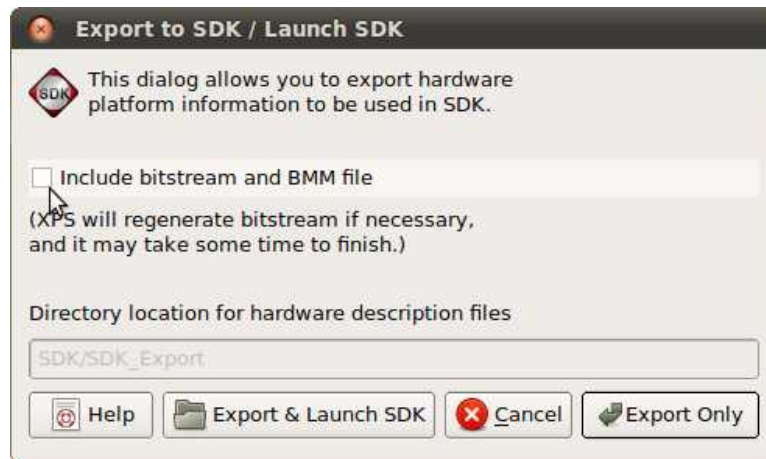 Export to SDK / Launch SDK
SDK
This dialog allows you to export hardware
platform information to be used in SDK.
Include bitstream and BMM file
(XPS will regenerate bitstream if necessary,
and it may take some time to finish.)
Directory location for hardware description files
SDK/SDK_Export
Help Export & Launch SDK Cancel Export Only